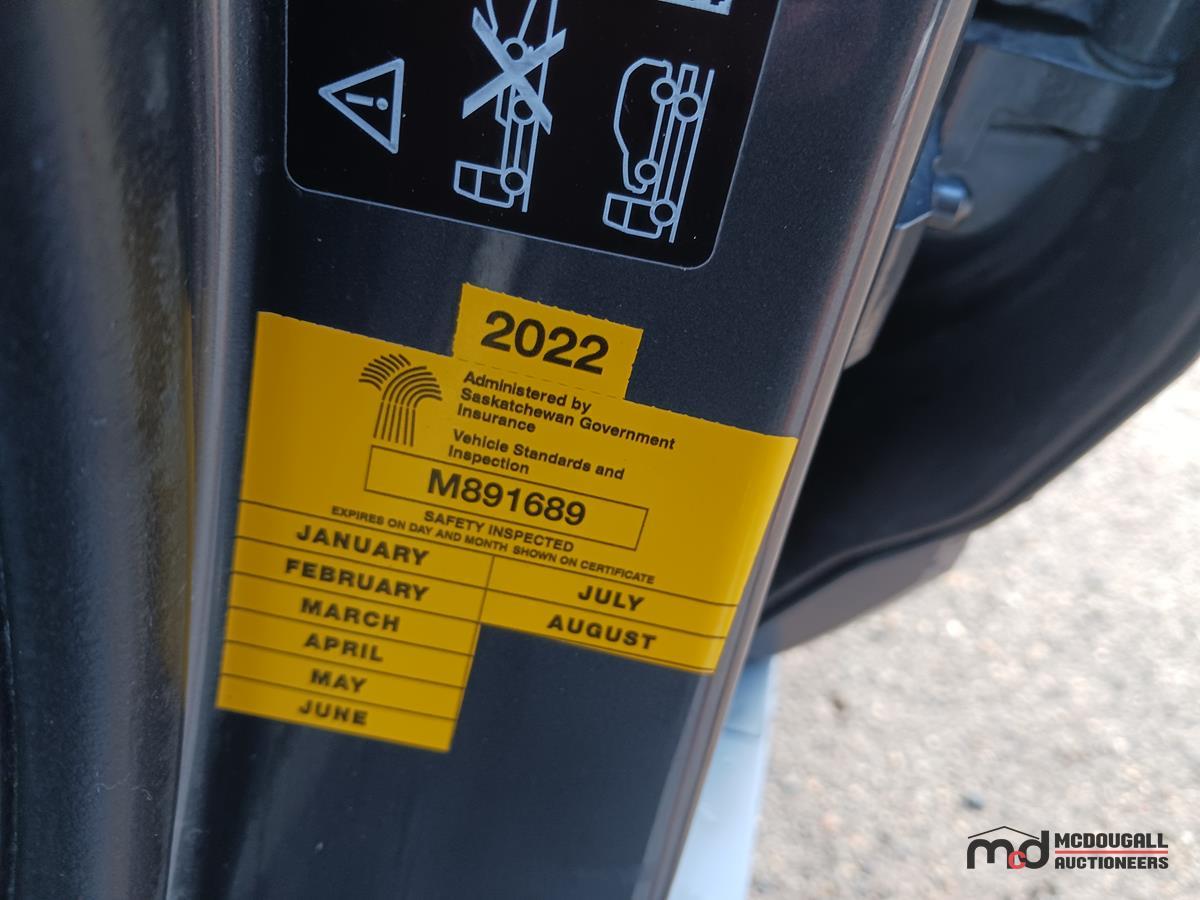 2022
Administered by
Saskatchewan Government
Insurance
Vehicle Standards and
Inspection
M891689
SAFETY INSPECTED
EXPIRES ON DAY AND MONTH SHOWN ON CERTIFICATE
JANUARY
FEBRUARY
MARCH
APRIL
MAY
JUNE
JULY
AUGUST
mcd MCDOUGALL
AUCTIONEERS